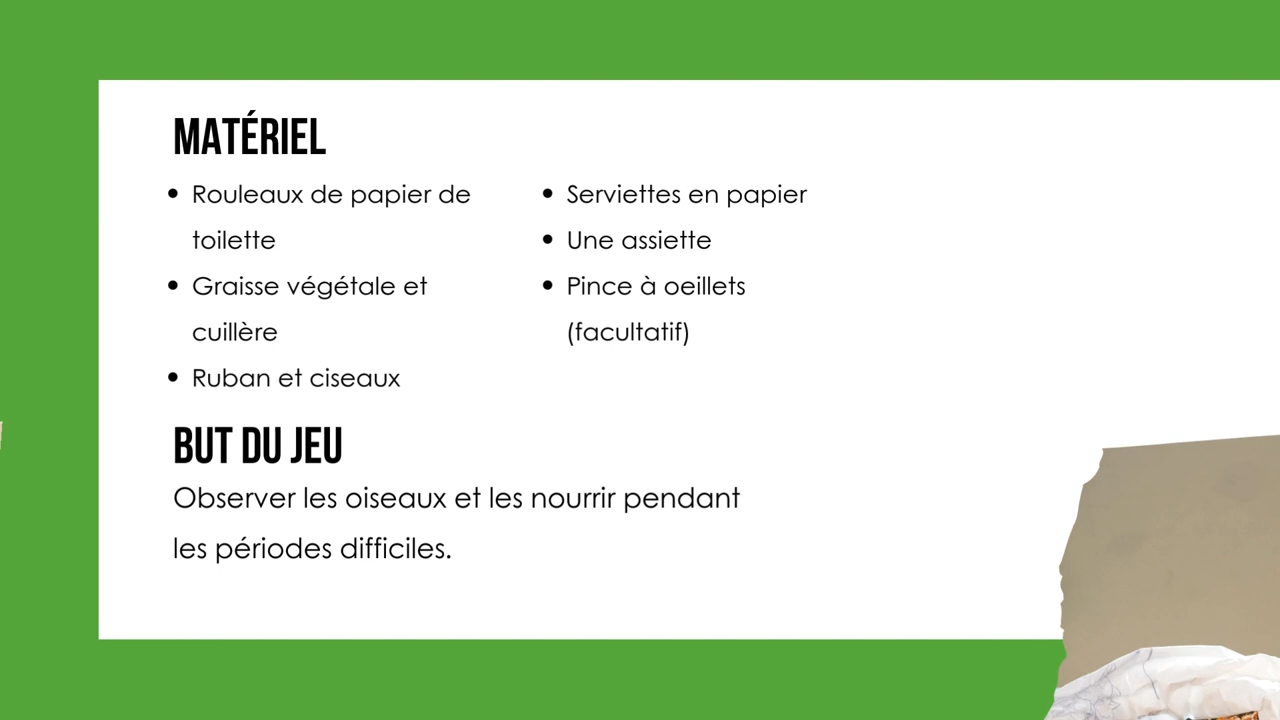 MATÉRIEL
Rouleaux de papier de
toilette
Graisse végétale et
cuillère
Ruban et ciseaux
Serviettes en papier
Une assiette
Pince à oeillets
(facultatif)
BUT DU JEU
Observer les oiseaux et les nourrir pendant
les périodes difficiles.